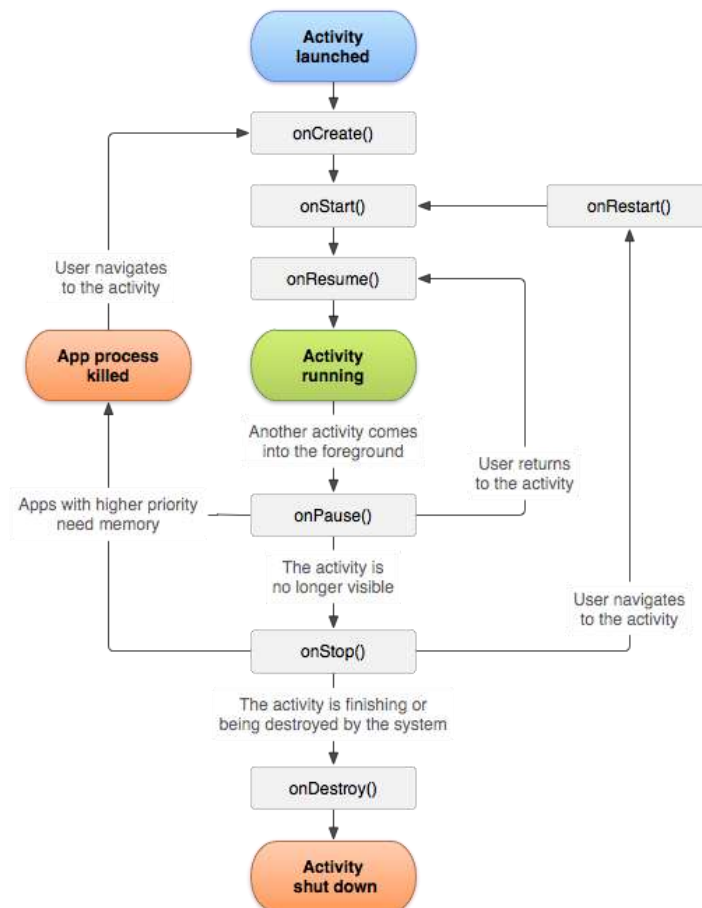 Activity
launched
onCreate()
onStart()
onRestart()
User navigates
to the activity
onResume()
App process
killed
Activity
running
Another activity comes
into the foreground
User returns
to the activity
Apps with higher priority
need memory
onPause()
The activity is
no longer visible
User navigates
to the activity
onStop()
The activity is finishing or
being destroyed by the system
onDestroy()
Activity
shut down